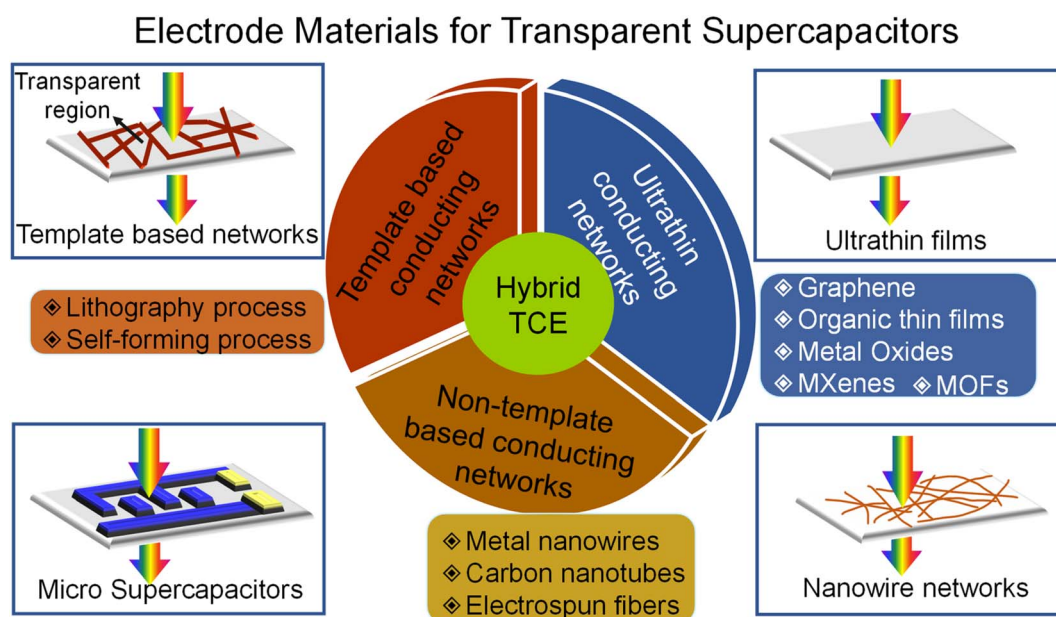 Electrode Materials for Transparent Supercapacitors
Transparent
region
Template based networks
◈ Lithography process
◈ Self-forming process
Micro Supercapacitors
Template based
conducting
networks
Ultrathin
conducting
networks
Hybrid
TCE
Non-template
based conducting
networks
◈ Metal nanowires
◈ Carbon nanotubes
◈ Electrospun fibers
Ultrathin films
◈ Graphene
◈ Organic thin films
◈ Metal Oxides
◈ MXenes ◈ MOFs
Nanowire networks